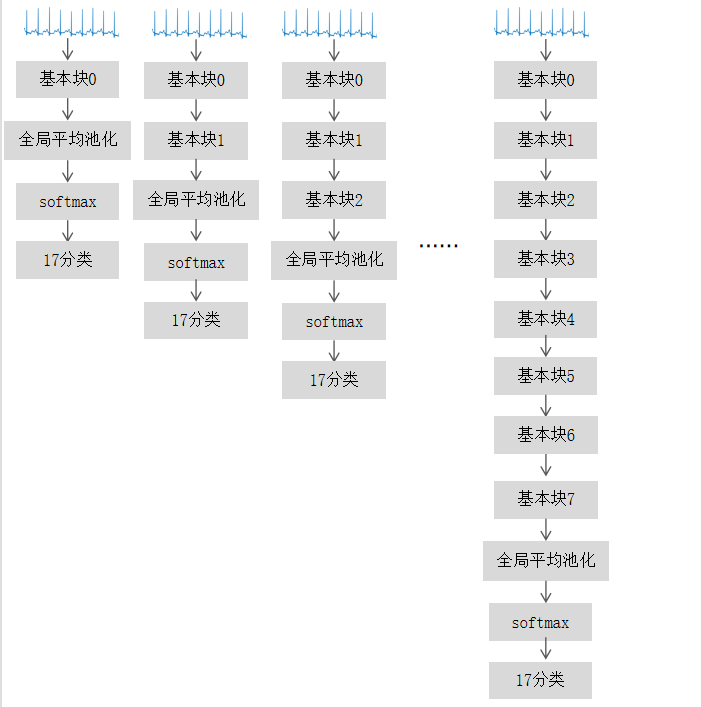 基本块0
全局平均池化
softmax
17分类
基本块0
基本块1
全局平均池化
softmax
17分类
基本块0
基本块1
基本块2
全局平均池化
softmax
17分类
······
基本块0
基本块1
基本块2
基本块3
基本块4
基本块5
基本块6
基本块7
全局平均池化
softmax
17分类